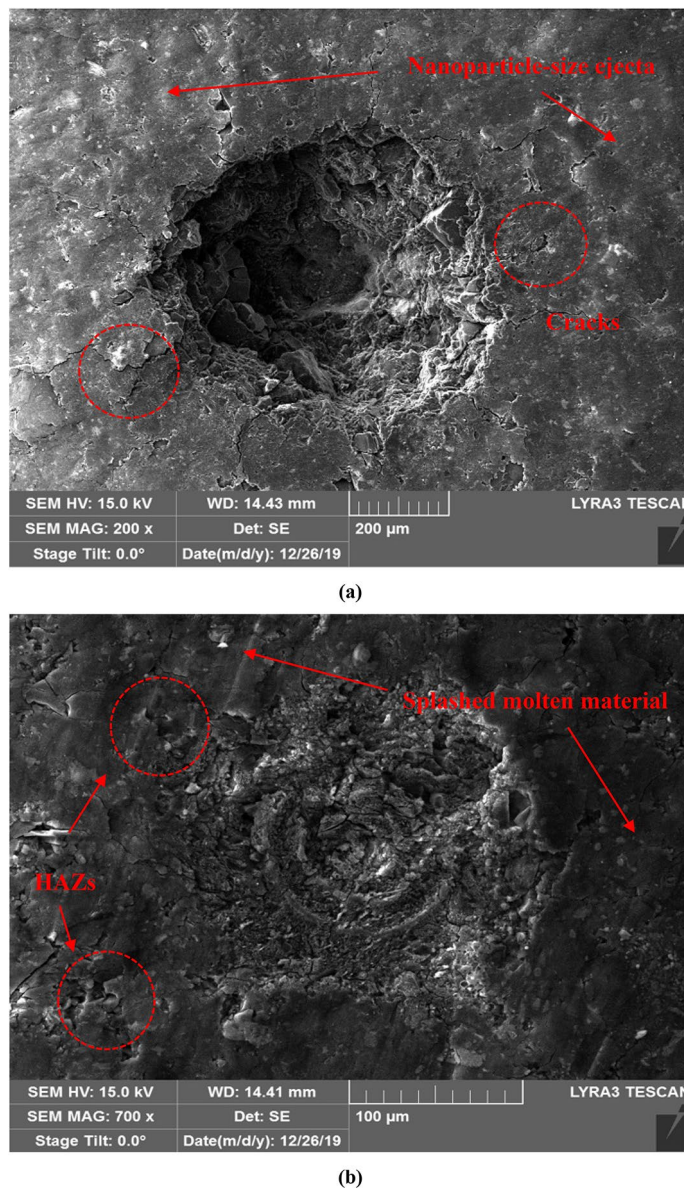 Nanoparticle-size ejecta
Cracks
SEM HV: 15.0 kV WD: 14.43 mm LYRA3 TESCAN
SEM MAG: 200 x Det: SE 200 µm
Stage Tilt: 0.0° Date(m/d/y): 12/26/19
(a)
Splashed molten material
HAZs
SEM HV: 15.0 kV WD: 14.41 mm LYRA3 TESCAN
SEM MAG: 700 x Det: SE 100 µm
Stage Tilt: 0.0° Date(m/d/y): 12/26/19
(b)